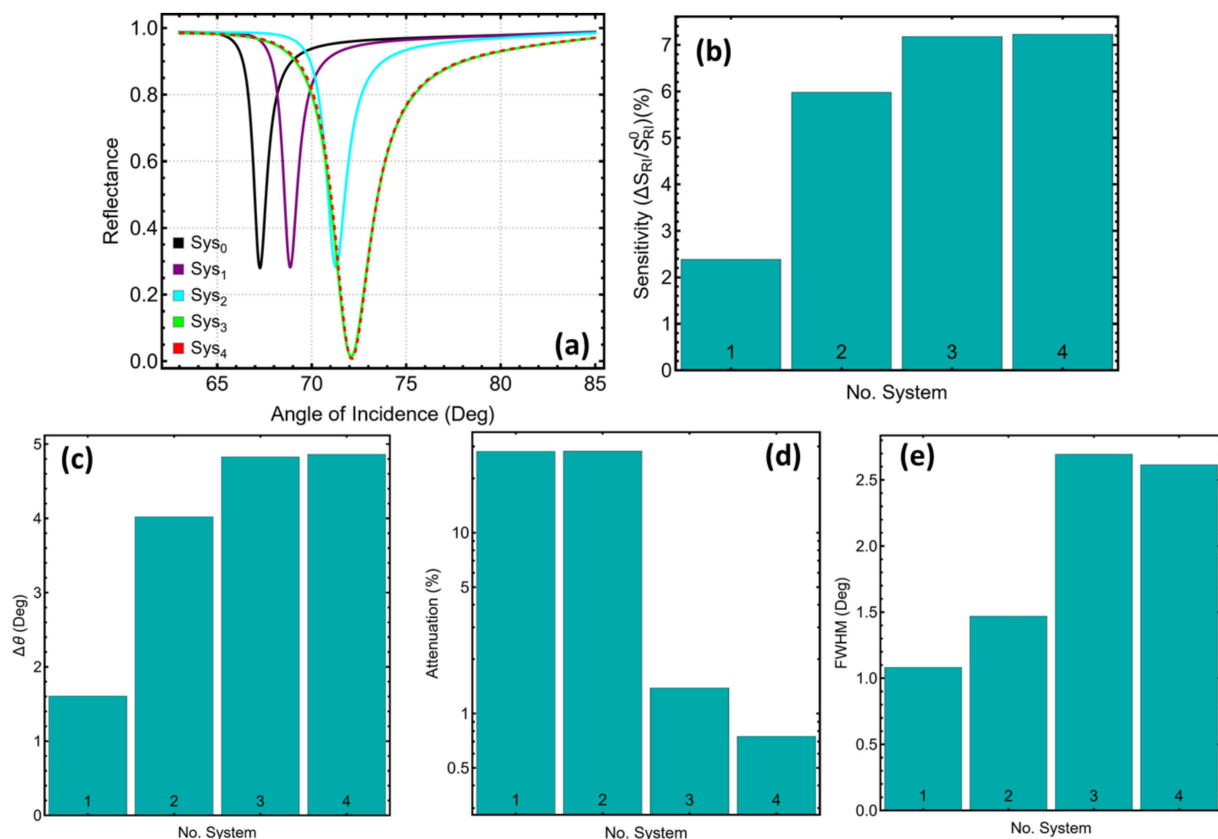 1.0
0.8
0.6
0.4
0.2
0.0
Reflectance
Sys0
Sys1
Sys2
Sys3
Sys4
(a)
65 70 75 80 85
Angle of Incidence (Deg)
(b)
7
6
5
4
3
2
1
0
Sensitivity (ΔSRI/S⁰RI)(%)
1 2 3 4
No. System
(c)
5
4
3
2
1
0
Δθ (Deg)
1 2 3 4
No. System
(d)
10
5
1
0.5
Attenuation (%)
1 2 3 4
No. System
(e)
2.5
2.0
1.5
1.0
0.5
0.0
FWHM (Deg)
1 2 3 4
No. System